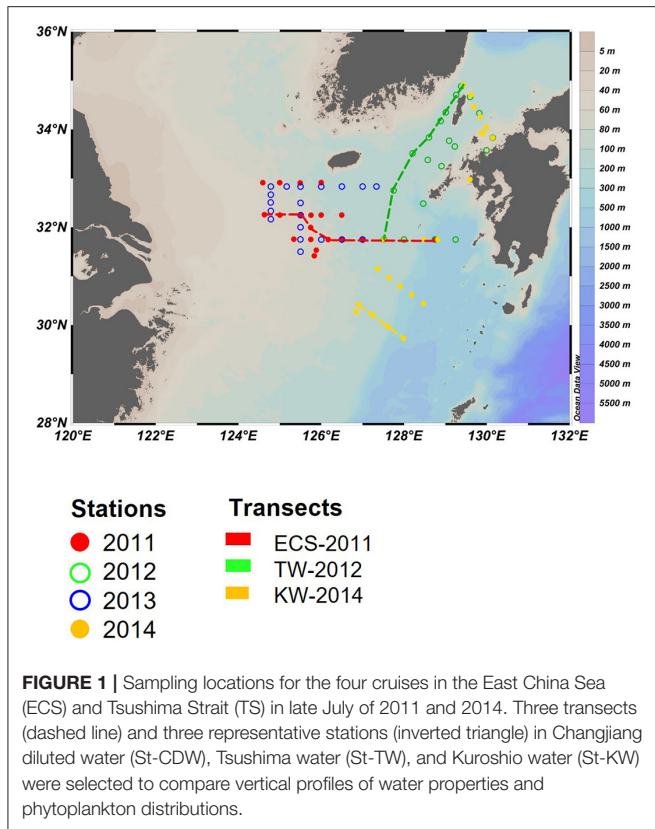 36°N
34°N
32°N
30°N
28°N
120°E
122°E
124°E
126°E
128°E
130°E
132°E
5 m
20 m
40 m
60 m
80 m
100 m
200 m
300 m
500 m
1000 m
1500 m
2000 m
2500 m
3000 m
3500 m
4000 m
4500 m
5000 m
5500 m
Ocean Data View
Stations
2011
2012
2013
2014
Transects
ECS-2011
TW-2012
KW-2014
FIGURE 1 | Sampling locations for the four cruises in the East China Sea
(ECS) and Tsushima Strait (TS) in late July of 2011 and 2014. Three transects
(dashed line) and three representative stations (inverted triangle) in Changjiang
diluted water (St-CDW), Tsushima water (St-TW), and Kuroshio water (St-KW)
were selected to compare vertical profiles of water properties and
phytoplankton distributions.